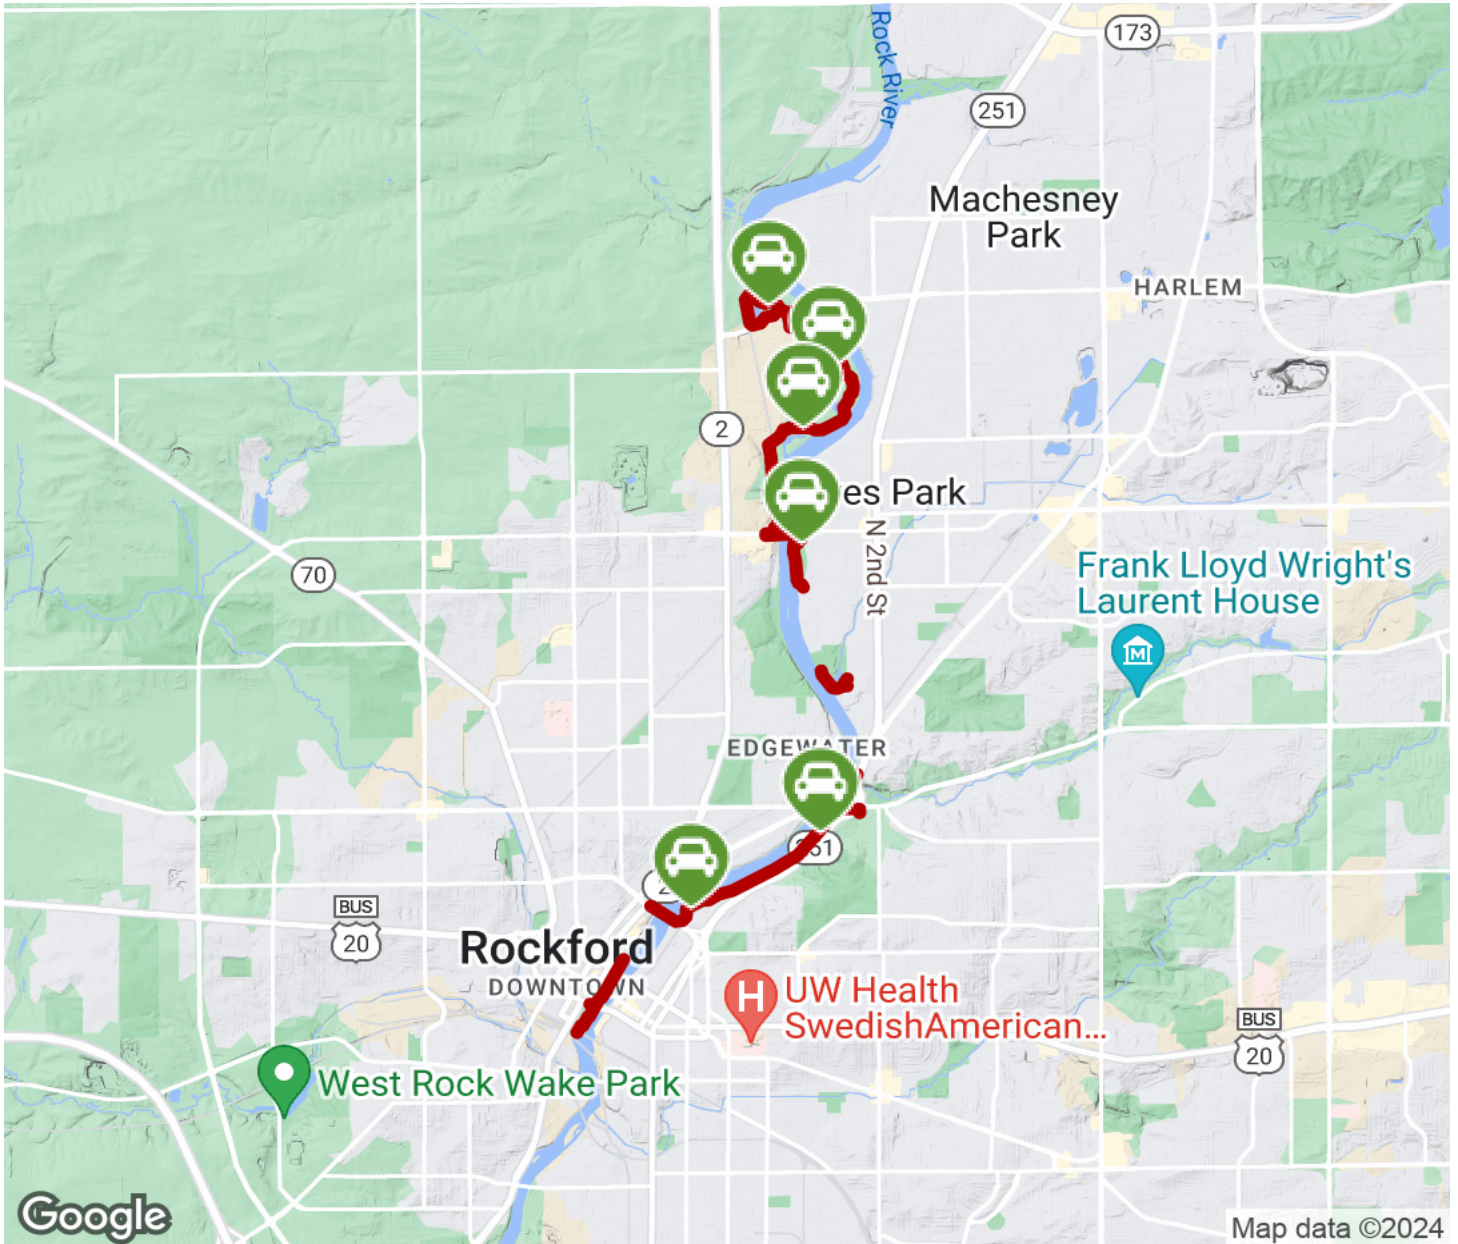 Rock River
173
251
Machesney
Park
HARLEM
2
es Park
N 2nd St
70
Frank Lloyd Wright's
Laurent House
M
EDGEWATER
2
BUS
20
Rockford
DOWNTOWN
H
UW Health
SwedishAmerican...
BUS
20
West Rock Wake Park
Google
Map data ©2024